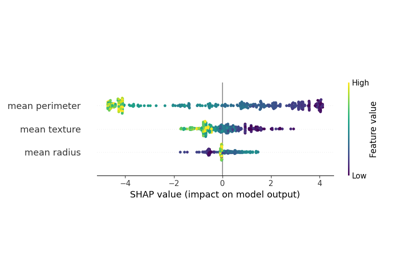 High
mean perimeter
mean texture
mean radius
Feature value
Low
−4
−2
0
2
4
SHAP value (impact on model output)